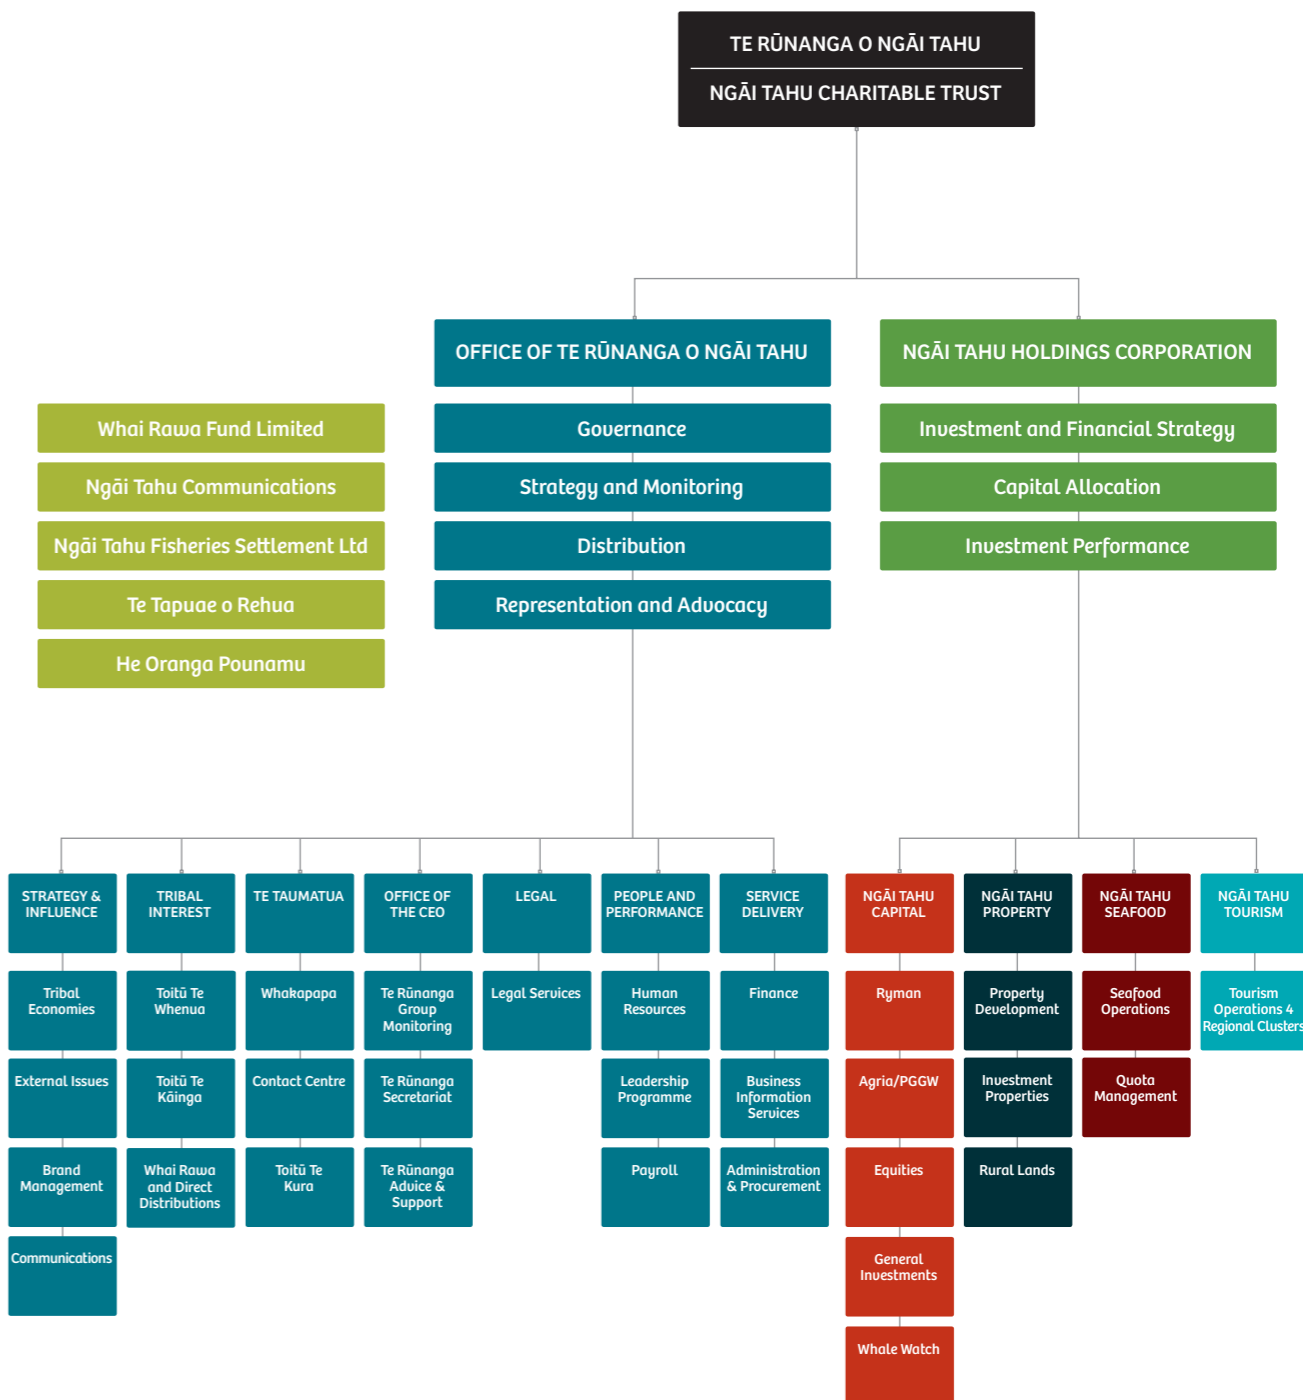 TE RŪNANGA O NGĀI TAHU
NGĀI TAHU CHARITABLE TRUST
OFFICE OF TE RŪNANGA O NGĀI TAHU
Governance
Strategy and Monitoring
Distribution
Representation and Advocacy
NGĀI TAHU HOLDINGS CORPORATION
Investment and Financial Strategy
Capital Allocation
Investment Performance
Whai Rawa Fund Limited
Ngāi Tahu Communications
Ngāi Tahu Fisheries Settlement Ltd
Te Tapuae o Rehua
He Oranga Pounamu
STRATEGY &
INFLUENCE
Tribal
Economies
External Issues
Brand
Management
Communications
TRIBAL
INTEREST
Toitū Te
Whenua
Toitū Te
Kāinga
Whai Rawa
and Direct
Distributions
TE TAUMATUA
Whakapapa
Contact Centre
Toitū Te
Kura
OFFICE OF
THE CEO
Te Rūnanga
Group
Monitoring
Te Rūnanga
Secretariat
Te Rūnanga
Advice &
Support
LEGAL
Legal Services
PEOPLE AND
PERFORMANCE
Human
Resources
Leadership
Programme
Payroll
SERVICE
DELIVERY
Finance
Business
Information
Services
Administration
& Procurement
NGĀI TAHU
CAPITAL
Ryman
Agria/PGGW
Equities
General
Investments
Whale Watch
NGĀI TAHU
PROPERTY
Property
Development
Investment
Properties
Rural Lands
NGĀI TAHU
SEAFOOD
Seafood
Operations
Quota
Management
NGĀI TAHU
TOURISM
Tourism
Operations 4
Regional Clusters